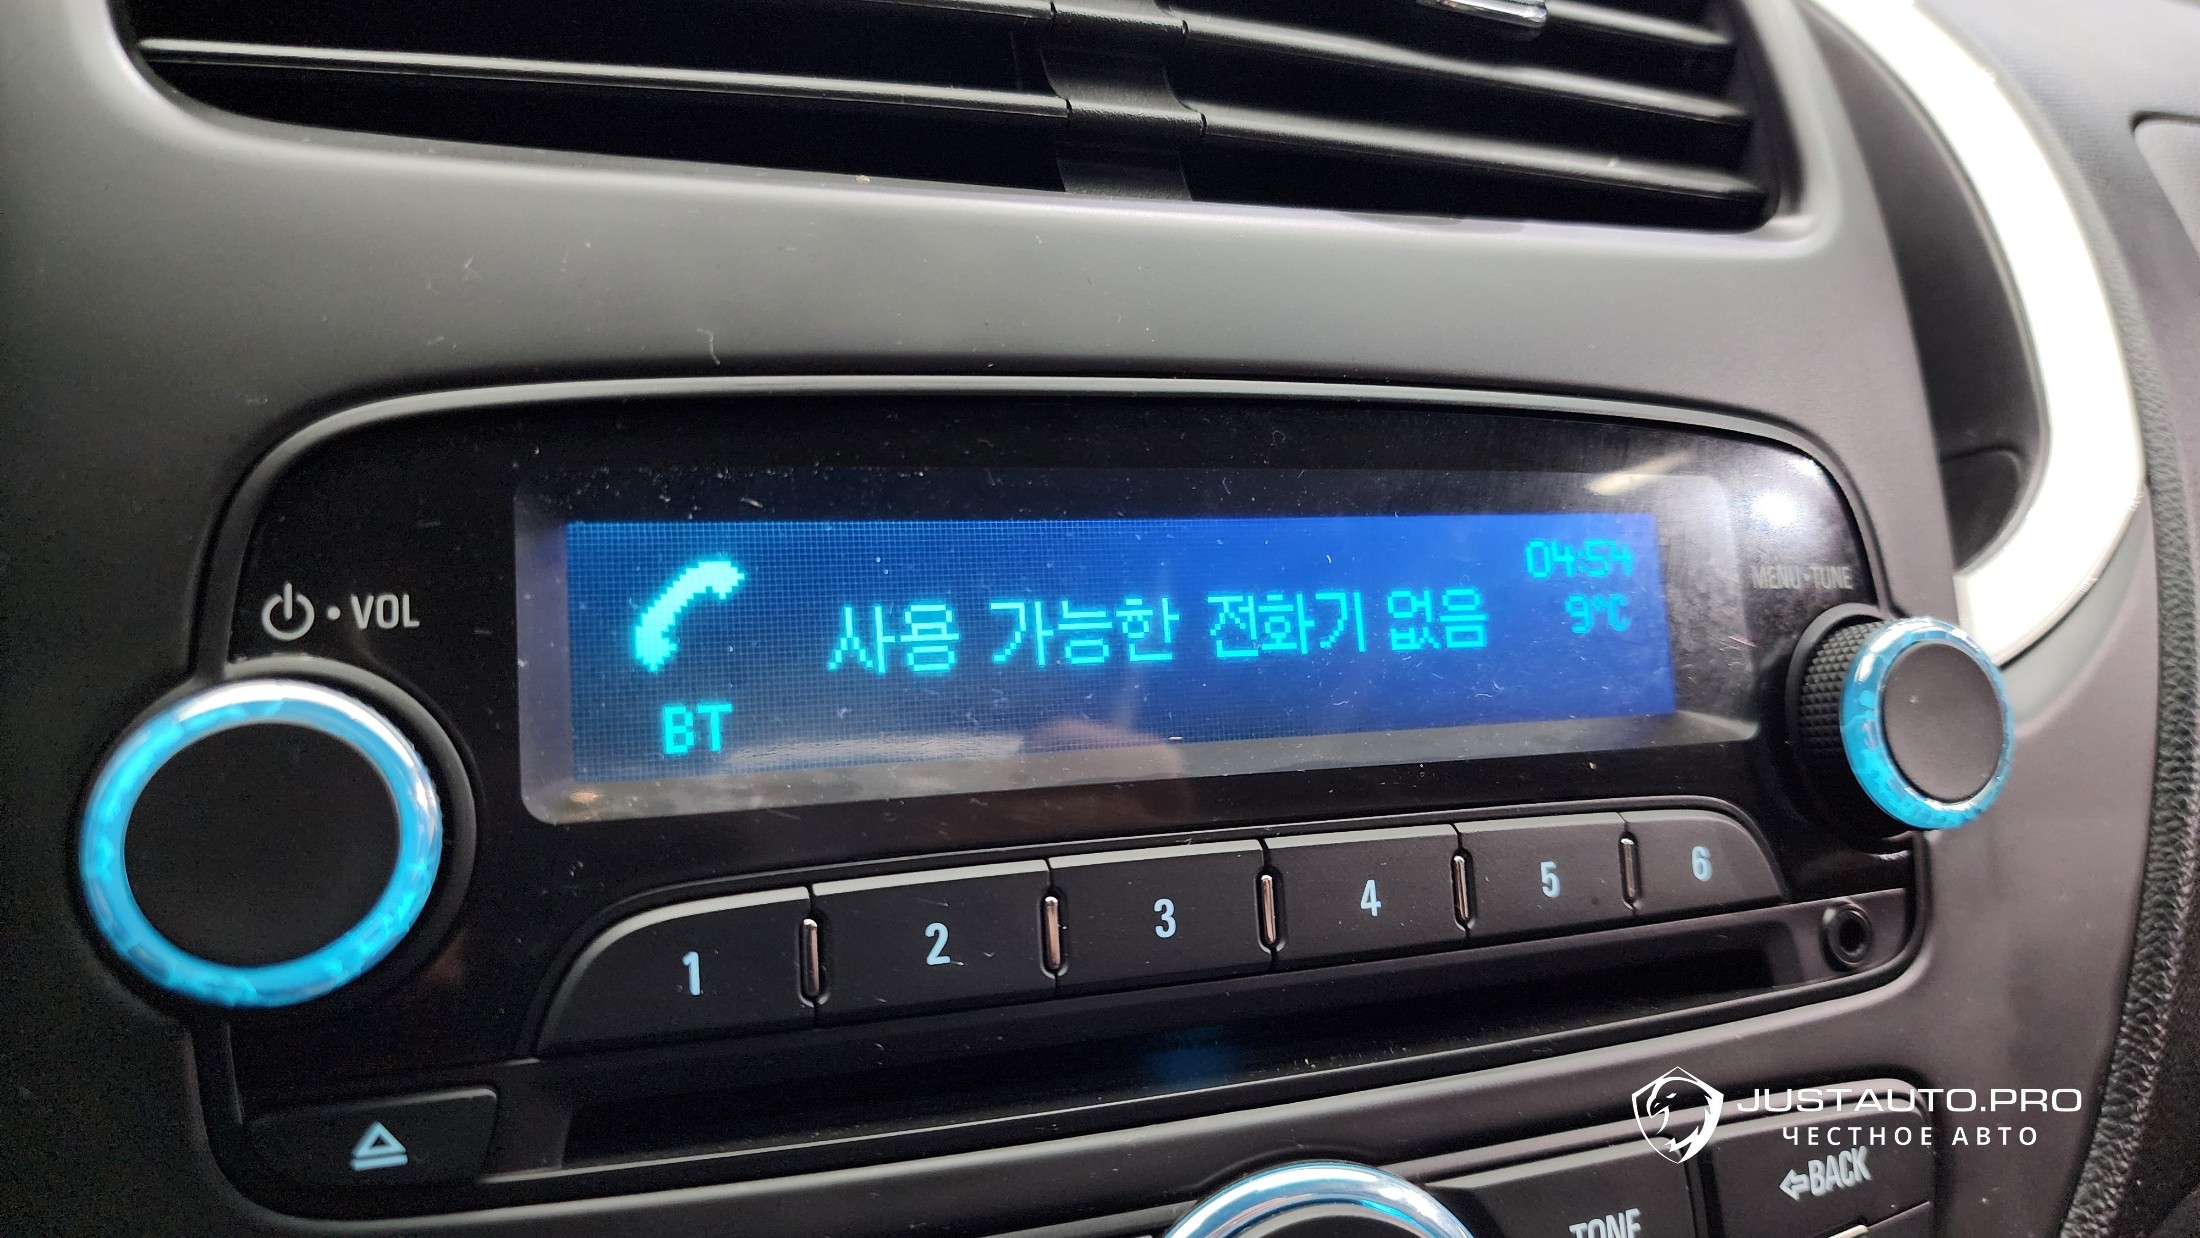 VOL
04:54
사용 가능한 전화기 없음
9°C
BT
MENU•TUNE
1
2
3
4
5
6
JUSTAUTO.PRO
ЧЕСТНОЕ АВТО
BACK
TONE